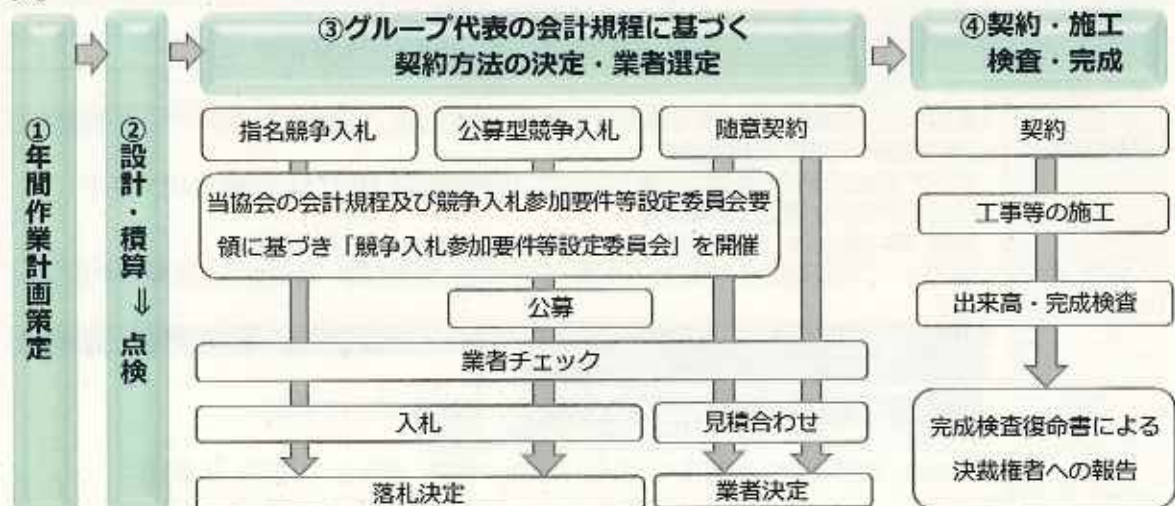 ①年間作業計画策定
②設計・積算 ⇒ 点検
③グループ代表の会計規程に基づく
契約方法の決定・業者選定
指名競争入札
公募型競争入札
随意契約
当協会の会計規程及び競争入札参加要件等設定委員会要
領に基づき「競争入札参加要件等設定委員会」を開催
公募
業者チェック
入札
見積合わせ
落札決定
業者決定
④契約・施工
検査・完成
契約
工事等の施工
出来高・完成検査
完成検査復命書による
決裁権者への報告